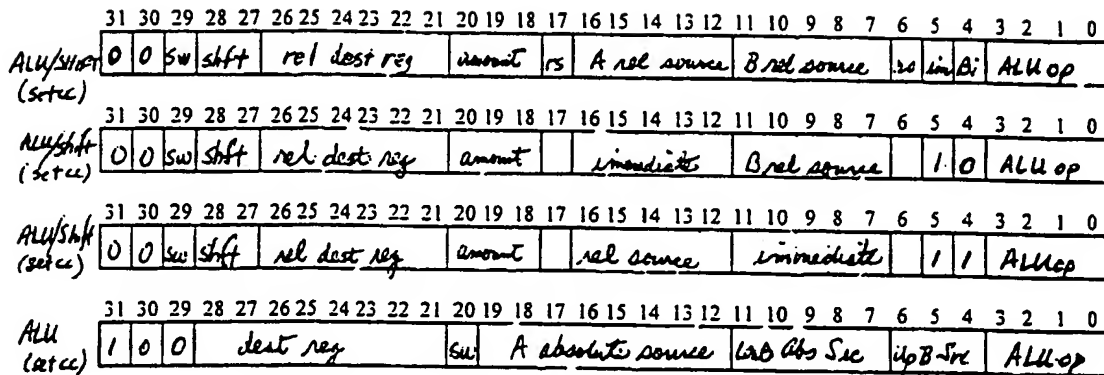 31 30 29 28 27 26 25 24 23 22 21 20 19 18 17 16 15 14 13 12 11 10 9 8 7 6 5 4 3 2 1 0
ALU/Shift 0 0 sw shft rel dest reg amount rs A rel source B rel source im Bi ALU op
(setcc)
31 30 29 28 27 26 25 24 23 22 21 20 19 18 17 16 15 14 13 12 11 10 9 8 7 6 5 4 3 2 1 0
ALU/Shift 0 0 sw shft rel dest reg amount immediate B rel source 1 0 ALU op
(setcc)
31 30 29 28 27 26 25 24 23 22 21 20 19 18 17 16 15 14 13 12 11 10 9 8 7 6 5 4 3 2 1 0
ALU/Shft 0 0 sw shft rel dest reg amount rel source immediate 1 1 ALU op
(setcc)
31 30 29 28 27 26 25 24 23 22 21 20 19 18 17 16 15 14 13 12 11 10 9 8 7 6 5 4 3 2 1 0
ALU 1 0 0 dest reg sw A absolute source Abs Src ALU op
(setcc)